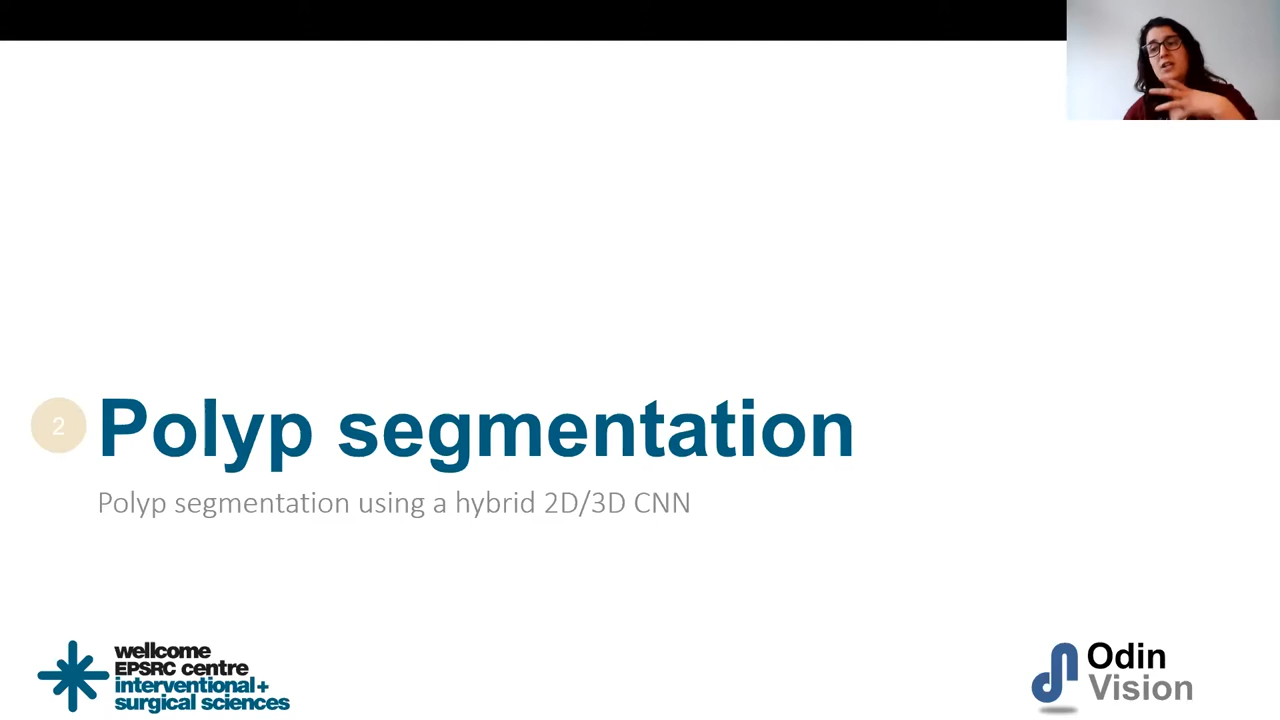 2
Polyp segmentation
Polyp segmentation using a hybrid 2D/3D CNN
wellcome
EPSRC centre
interventional+
surgical sciences
Odin
Vision